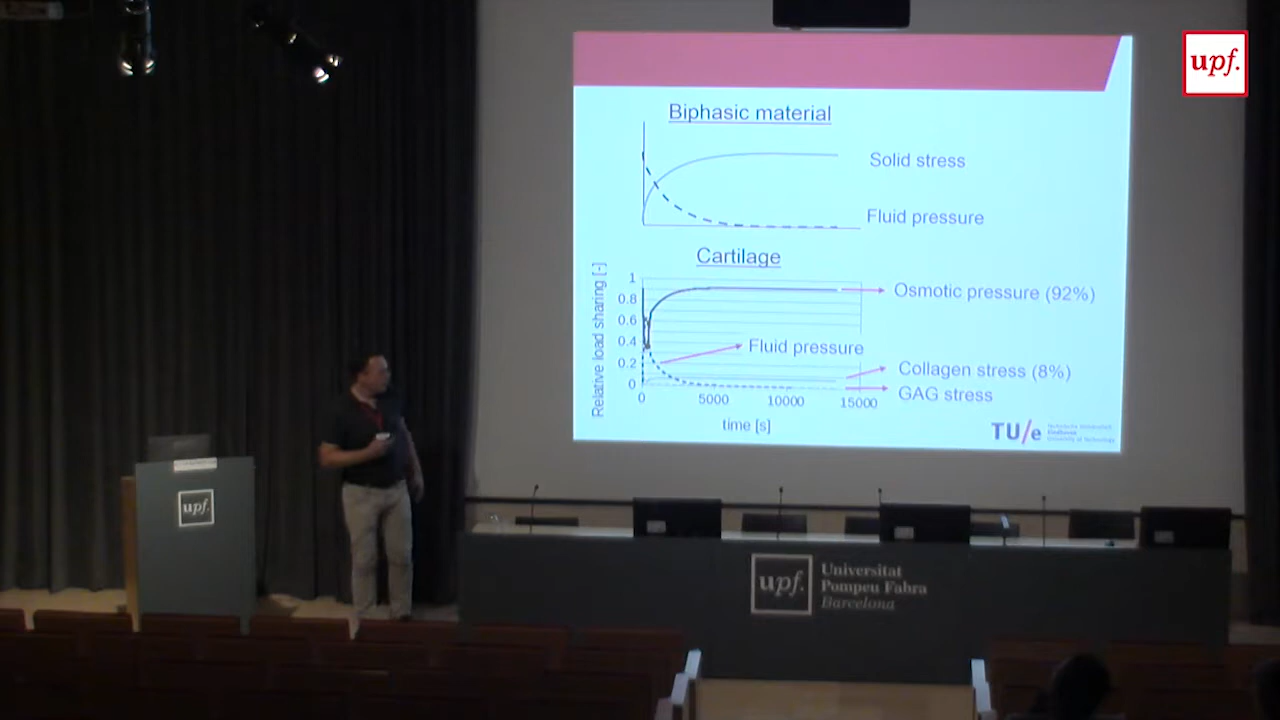 upf.
Biphasic material
Solid stress
Fluid pressure
Cartilage
Relative load sharing [-]
1
0.8
0.6
0.4
0.2
0
0
5000
10000
15000
time [s]
Osmotic pressure (92%)
Fluid pressure
Collagen stress (8%)
GAG stress
TU/e
upf.
upf.
Universitat
Pompeu Fabra
Barcelona